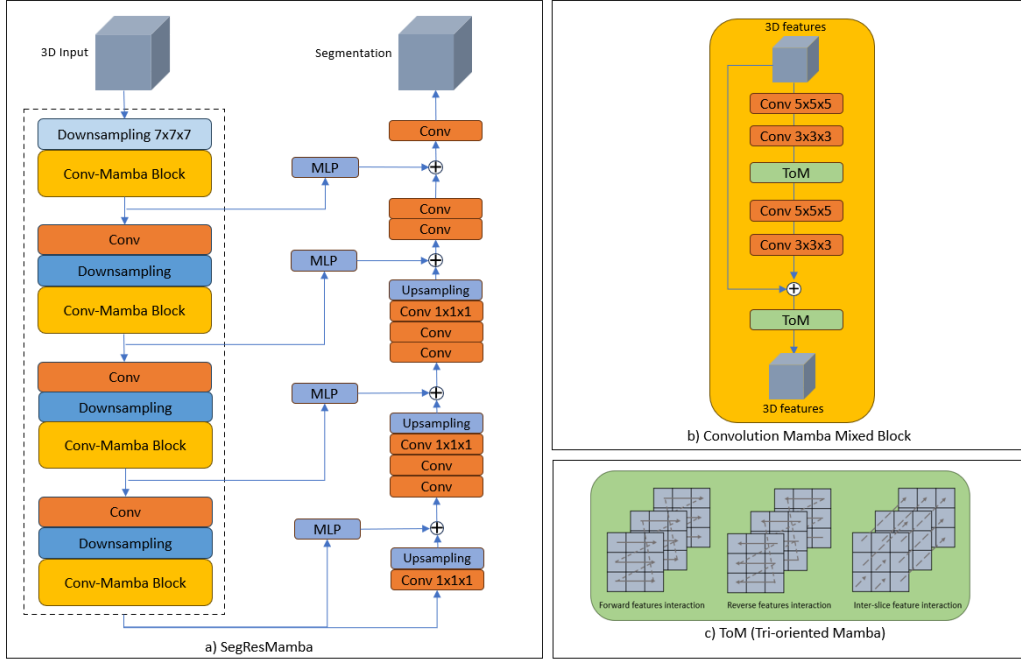 3D Input
Downsampling 7x7x7
Conv-Mamba Block
Conv
Downsampling
Conv-Mamba Block
Conv
Downsampling
Conv-Mamba Block
Conv
Downsampling
Conv-Mamba Block
MLP
MLP
MLP
MLP
Segmentation
Conv
Conv
Conv
Upsampling
Conv 1x1x1
Conv
Conv
Upsampling
Conv 1x1x1
Conv
Conv
Upsampling
Conv 1x1x1
a) SegResMamba
3D features
Conv 5x5x5
Conv 3x3x3
ToM
Conv 5x5x5
Conv 3x3x3
ToM
3D features
b) Convolution Mamba Mixed Block
Forward features interaction
Reverse features interaction
Inter-slice feature interaction
c) ToM (Tri-oriented Mamba)